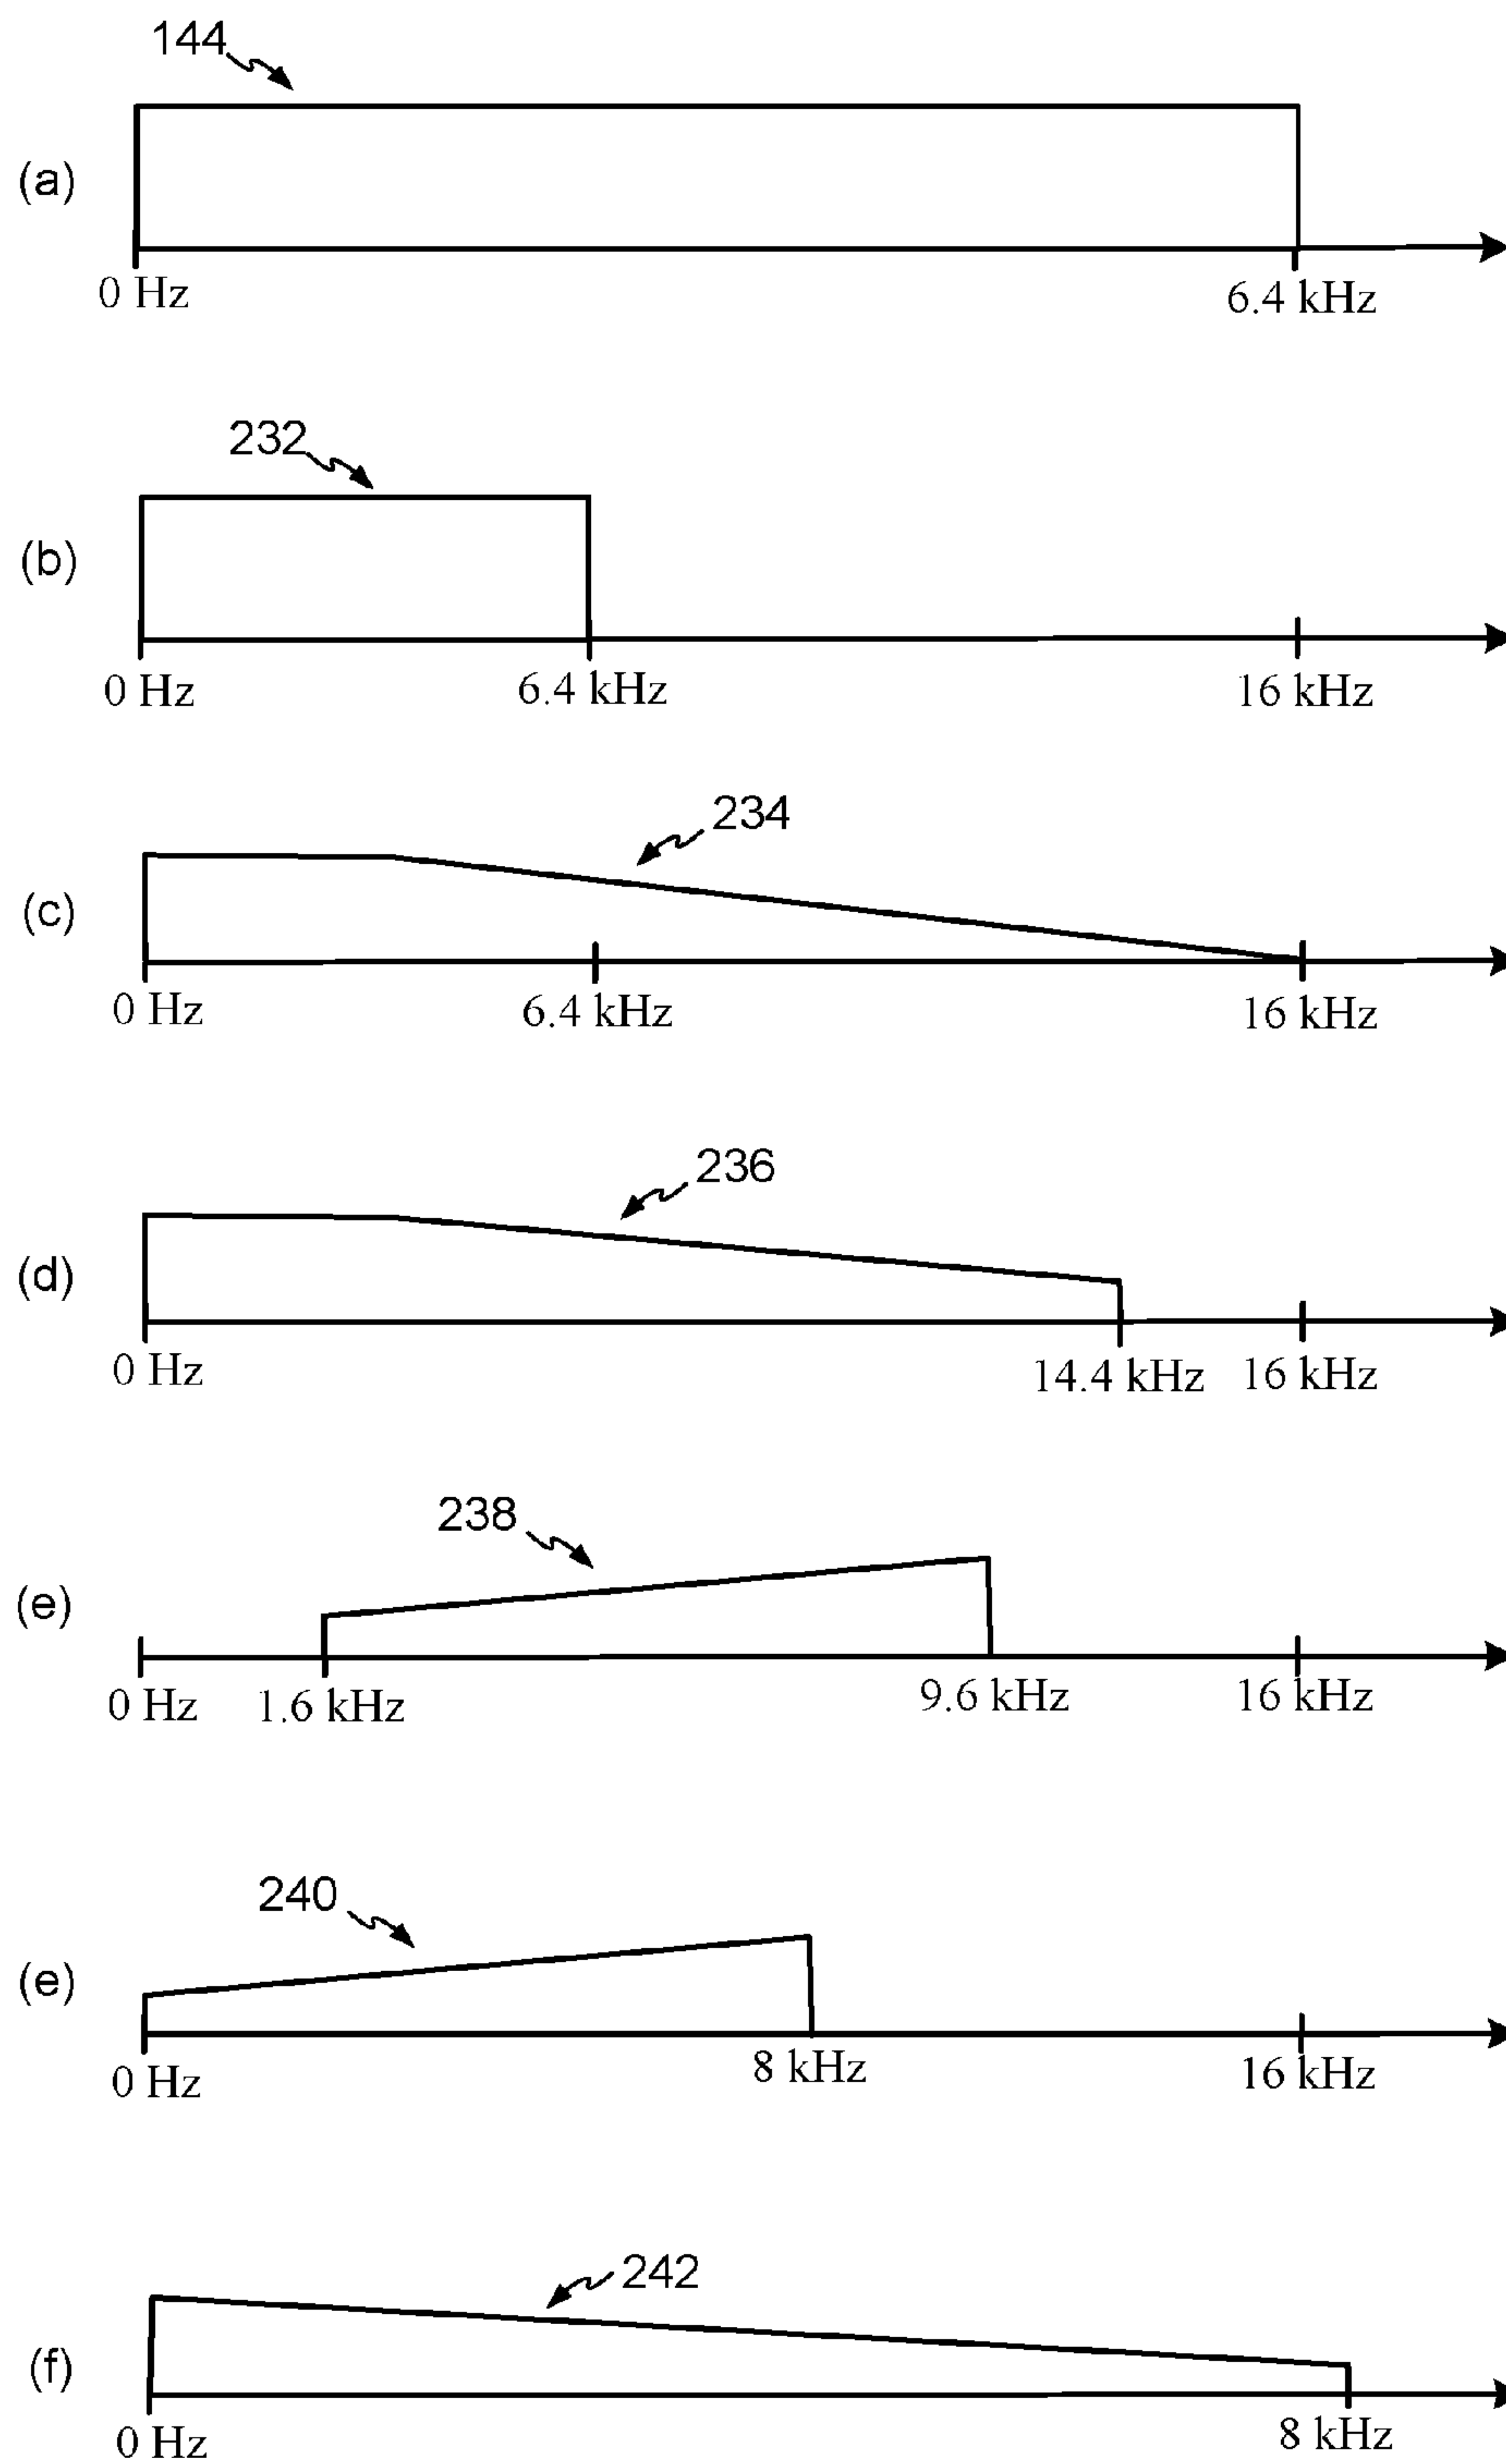 144
(a)
0 Hz 6.4 kHz
232
(b)
0 Hz 6.4 kHz 16 kHz
234
(c)
0 Hz 6.4 kHz 16 kHz
236
(d)
0 Hz 14.4 kHz 16 kHz
238
(e)
0 Hz 1.6 kHz 9.6 kHz 16 kHz
240
(e)
0 Hz 8 kHz 16 kHz
242
(f)
0 Hz 8 kHz